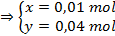 ⇒ { x = 0,01 mol
y = 0,04 mol